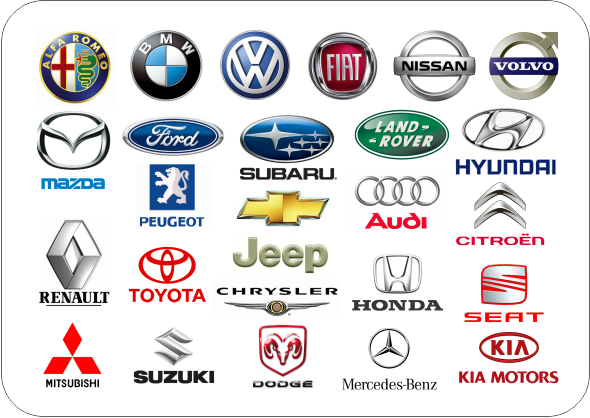 ALFA ROMEO
BMW
VW
FIAT
NISSAN
VOLVO
mazda
Ford
SUBARU
LAND-
-ROVER
HYUNDAI
PEUGEOT
Audi
CITROËN
RENAULT
TOYOTA
Jeep
CHRYSLER
HONDA
SEAT
MITSUBISHI
SUZUKI
DODGE
Mercedes-Benz
KIA
KIA MOTORS